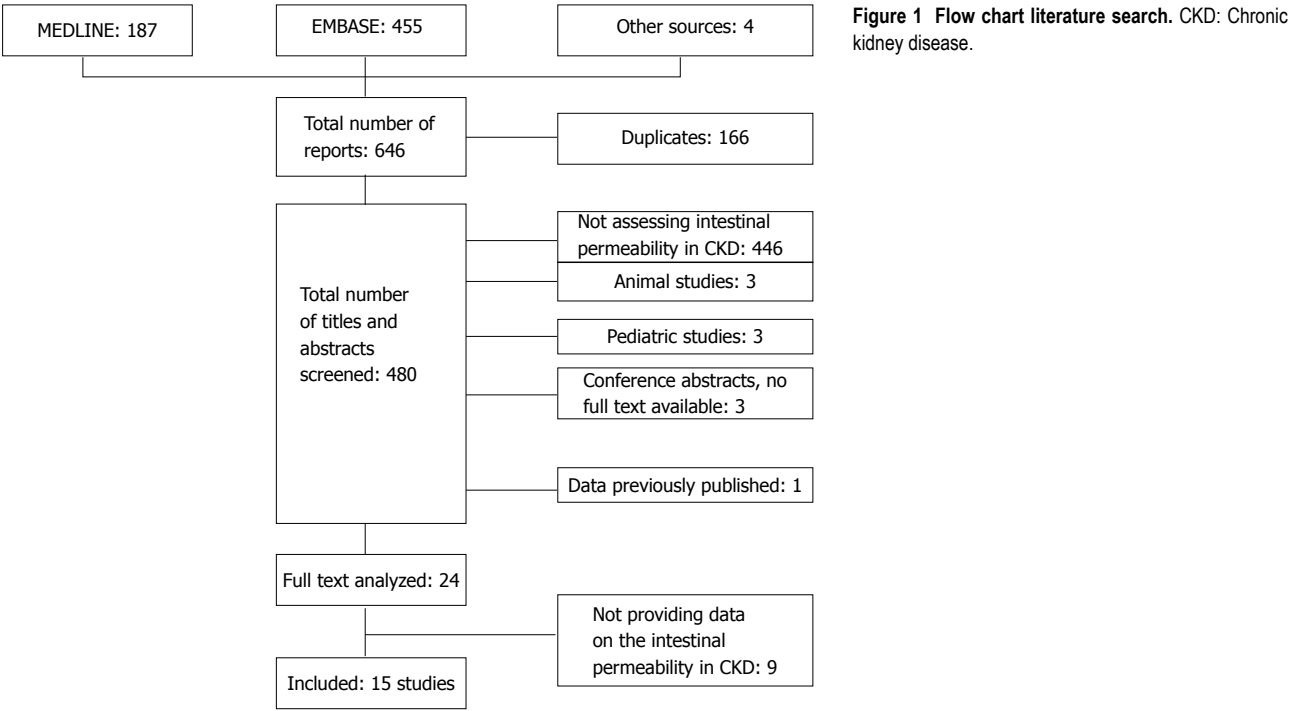 MEDLINE: 187
EMBASE: 455
Other sources: 4
Figure 1 Flow chart literature search. CKD: Chronic
kidney disease.
Total number of
reports: 646
Duplicates: 166
Total number
of titles and
abstracts
screened: 480
Not assessing intestinal
permeability in CKD: 446
Animal studies: 3
Pediatric studies: 3
Conference abstracts, no
full text available: 3
Data previously published: 1
Full text analyzed: 24
Not providing data
on the intestinal
permeability in CKD: 9
Included: 15 studies